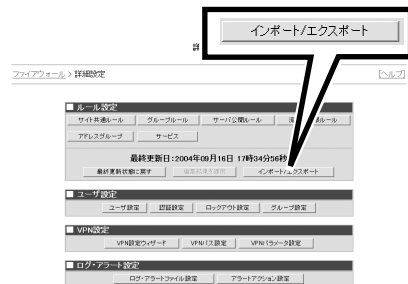 インポート/エクスポート
ファイアウォール > 詳細設定
[ヘルプ]
■ ルール設定
サイト共通ルール
グループルール
サーバ公開ルール
ルール
アドレスグループ
サービス
最終更新日:2004年09月16日 17時34分56秒
最終更新状態に戻す
編集結果を適用
インポート/エクスポート
■ ユーザ設定
ユーザ設定
認証設定
ロックアウト設定
グループ設定
■ VPN設定
VPN設定ウィザード
VPNパス設定
VPNパラメータ設定
■ ログ・アラート設定
ログ・アラートファイル設定
アラートアクション設定